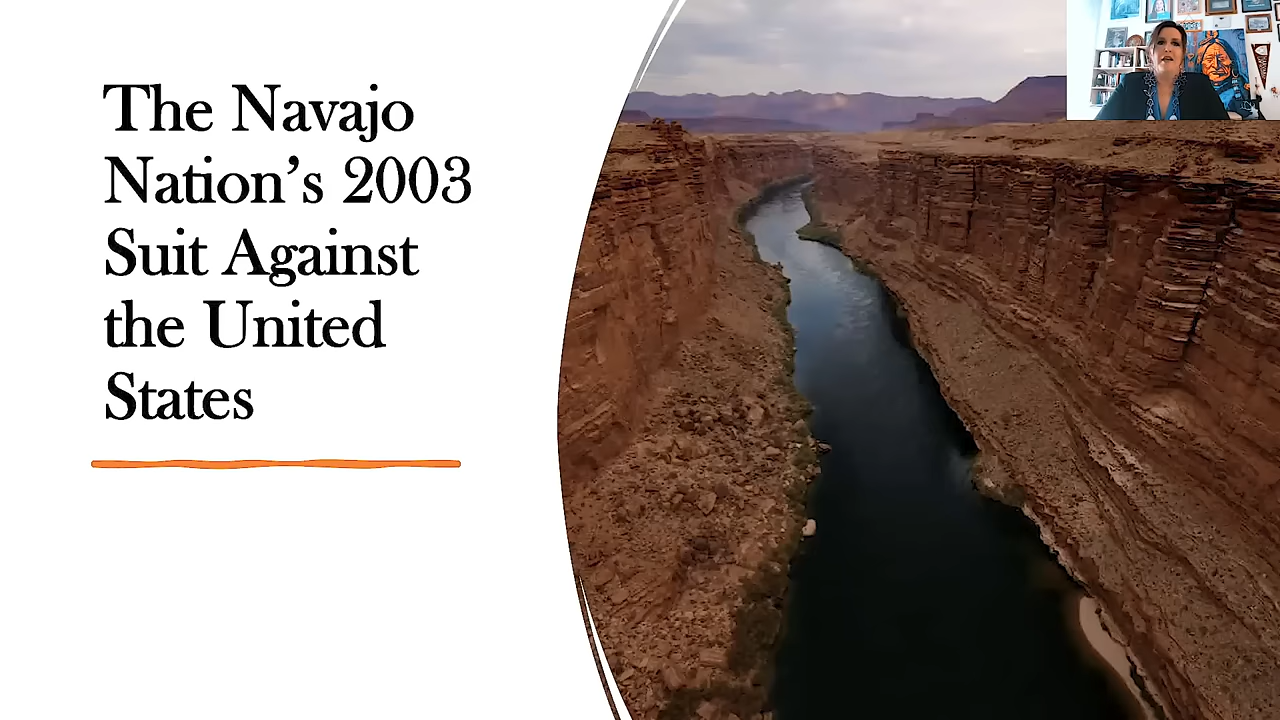 The Navajo
Nation’s 2003
Suit Against
the United
States